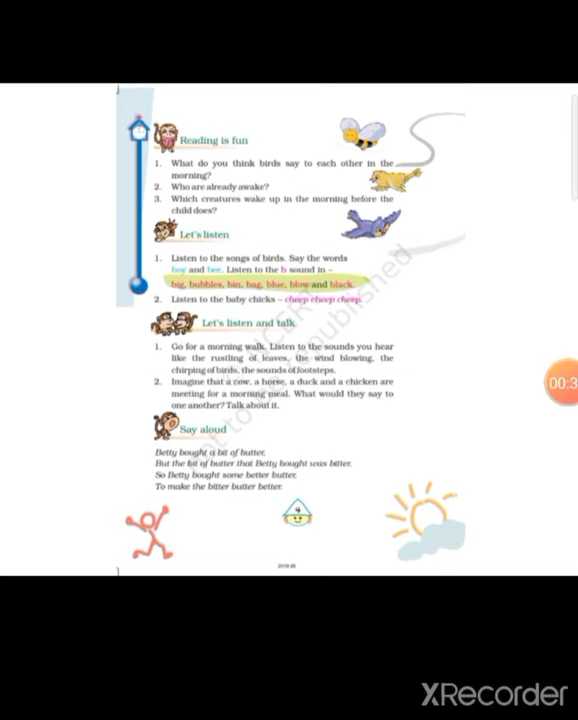 Reading is fun
1. What do you think birds say to each other in the
morning?
2. Who are already awake?
3. Which creatures wake up in the morning before the
child does?
Let's listen
1. Listen to the songs of birds. Say the words
boy and bee. Listen to the b sound in –
big, bubbles, bin, bag, blue, blow and black.
2. Listen to the baby chicks – cheep cheep cheep.
Let's listen and talk
1. Go for a morning walk. Listen to the sounds you hear
like the rustling of leaves, the wind blowing, the
chirping of birds, the sounds of footsteps.
2. Imagine that a cow, a horse, a duck and a chicken are
meeting for a morning meal. What would they say to
one another? Talk about it.
Say aloud
Betty bought a bit of butter,
But the bit of butter that Betty bought was bitter.
So Betty bought some better butter,
To make the bitter butter better.
4
2019-20
00:3
XRecorder